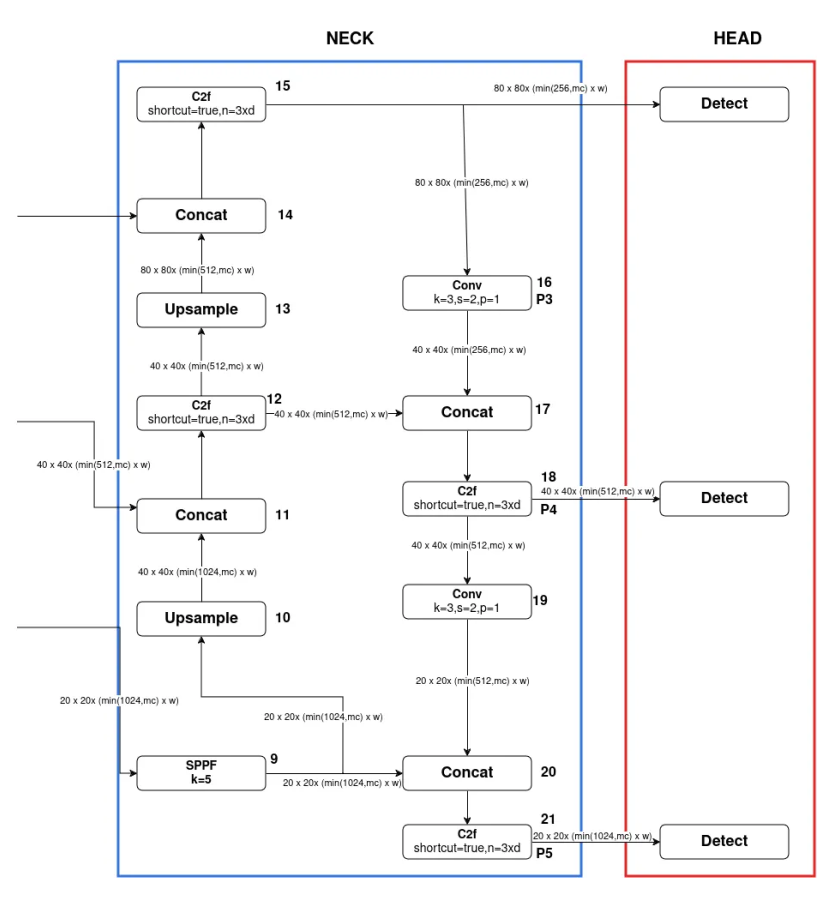 NECK
HEAD
C2f
shortcut=true,n=3xd
15
80 x 80x (min(256,mc) x w)
Detect
80 x 80x (min(256,mc) x w)
Concat
14
80 x 80x (min(512,mc) x w)
Upsample
13
Conv
k=3,s=2,p=1
16
P3
40 x 40x (min(512,mc) x w)
40 x 40x (min(256,mc) x w)
C2f
shortcut=true,n=3xd
12
40 x 40x (min(512,mc) x w)
Concat
17
40 x 40x (min(512,mc) x w)
C2f
shortcut=true,n=3xd
18
P4
40 x 40x (min(512,mc) x w)
Detect
Concat
11
40 x 40x (min(512,mc) x w)
40 x 40x (min(1024,mc) x w)
Conv
k=3,s=2,p=1
19
Upsample
10
20 x 20x (min(512,mc) x w)
20 x 20x (min(1024,mc) x w)
20 x 20x (min(1024,mc) x w)
SPPF
k=5
9
20 x 20x (min(1024,mc) x w)
Concat
20
C2f
shortcut=true,n=3xd
21
P5
20 x 20x (min(1024,mc) x w)
Detect